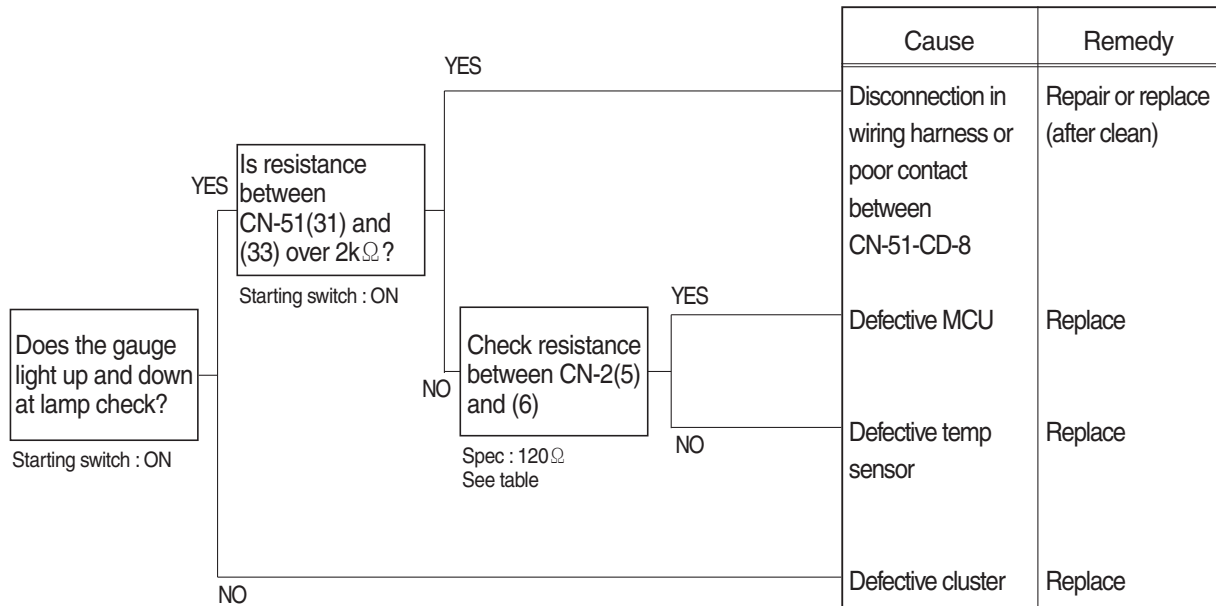 Cause
Remedy
YES
Disconnection in
wiring harness or
poor contact
between
CN-51-CD-8
Repair or replace
(after clean)
YES
Is resistance
between
CN-51(31) and
(33) over 2kΩ?
Starting switch : ON
YES
Defective MCU
Replace
Does the gauge
light up and down
at lamp check?
Starting switch : ON
NO
Check resistance
between CN-2(5)
and (6)
Spec : 120Ω
See table
NO
Defective temp
sensor
Replace
NO
Defective cluster
Replace